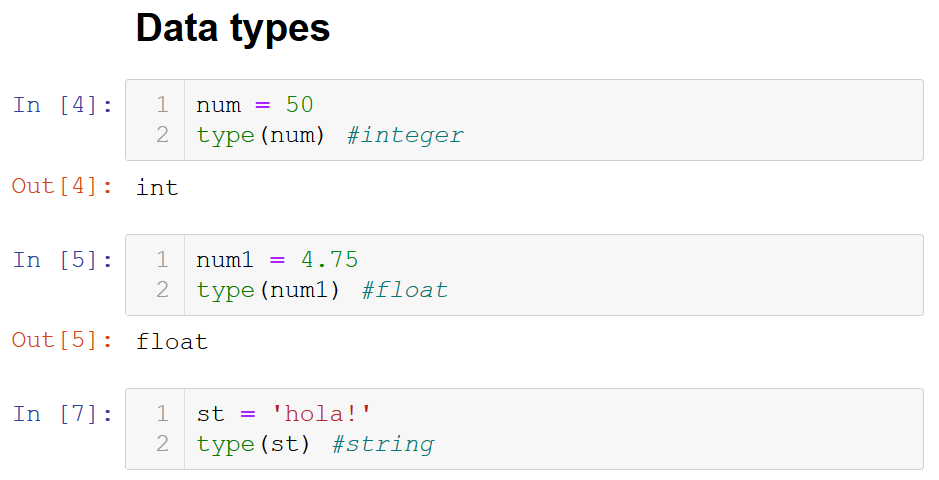 Data types
In [4]:
1 num = 50
2 type(num) #integer
Out[4]: int
In [5]:
1 num1 = 4.75
2 type(num1) #float
Out[5]: float
In [7]:
1 st = 'hola!'
2 type(st) #string